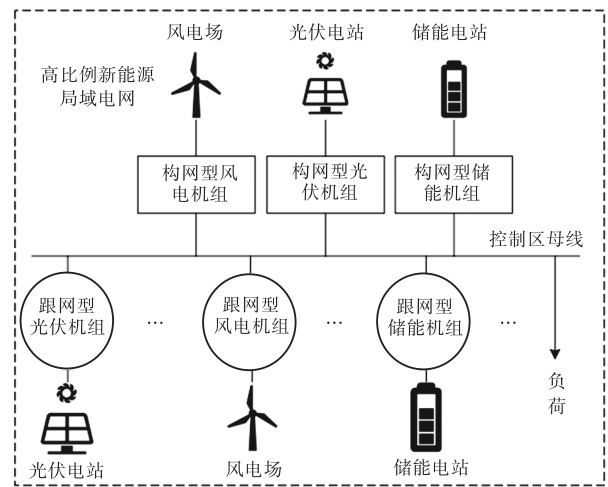 风电场
光伏电站
储能电站
高比例新能源
局域电网
构网型风
电机组
构网型光
伏机组
构网型储
能机组
控制区母线
跟网型
光伏机组
...
跟网型
风电机组
...
跟网型
储能机组
...
负
荷
光伏电站
风电场
储能电站